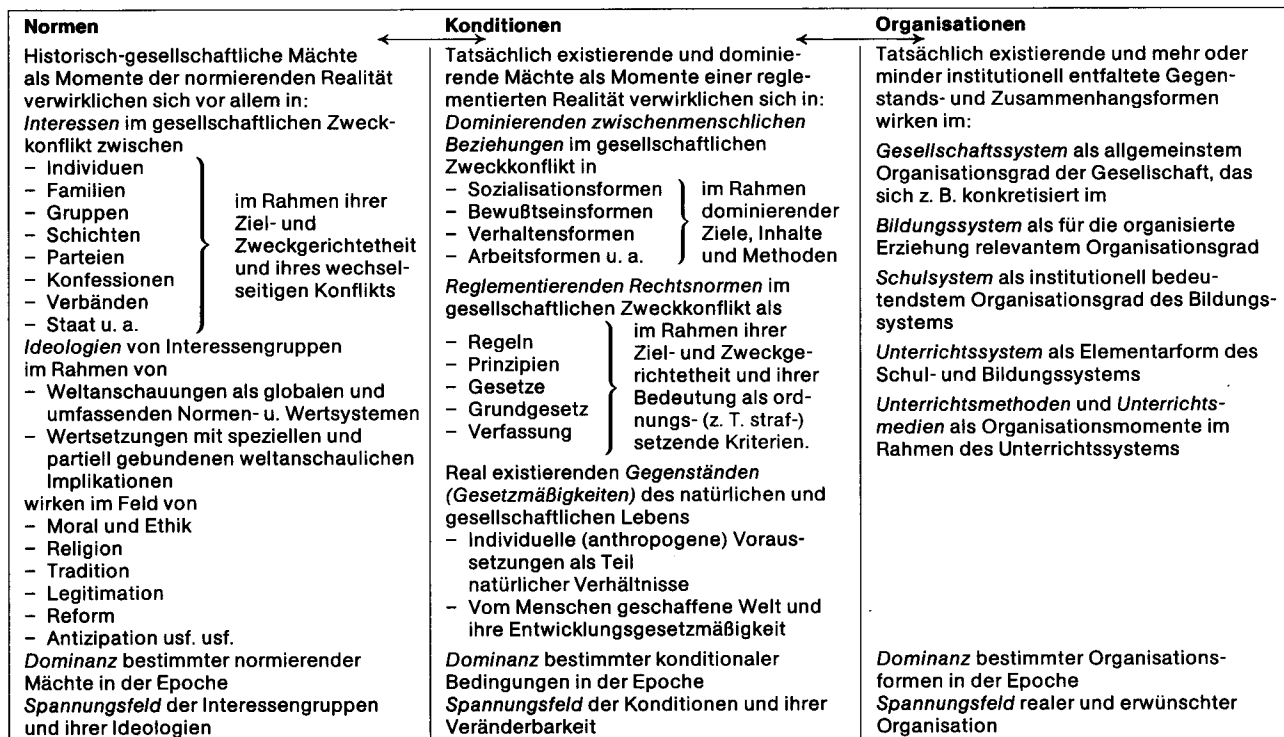 Normen
Historisch-gesellschaftliche Mächte
als Momente der normierenden Realität
verwirklichen sich vor allem in:
Interessen im gesellschaftlichen Zweck-
konflikt zwischen
– Individuen
– Familien
– Gruppen
– Schichten
– Parteien
– Konfessionen
– Verbänden
– Staat u. a.
im Rahmen ihrer
Ziel- und
Zweckgerichtetheit
und ihres wechsel-
seitigen Konflikts
Ideologien von Interessengruppen
im Rahmen von
– Weltanschauungen als globalen und
umfassenden Normen- u. Wertsystemen
– Wertsetzungen mit speziellen und
partiell gebundenen weltanschaulichen
Implikationen
wirken im Feld von
– Moral und Ethik
– Religion
– Tradition
– Legitimation
– Reform
– Antizipation usf. usf.
Dominanz bestimmter normierender
Mächte in der Epoche
Spannungsfeld der Interessengruppen
und ihrer Ideologien
Konditionen
Tatsächlich existierende und dominie-
rende Mächte als Momente einer regle-
mentierten Realität verwirklichen sich in:
Dominierenden zwischenmenschlichen
Beziehungen im gesellschaftlichen
Zweckkonflikt in
– Sozialisationsformen
– Bewußtseinsformen
– Verhaltensformen
– Arbeitsformen u. a.
im Rahmen
dominierender
Ziele, Inhalte
und Methoden
Reglementierenden Rechtsnormen im
gesellschaftlichen Zweckkonflikt als
– Regeln
– Prinzipien
– Gesetze
– Grundgesetz
– Verfassung
im Rahmen ihrer
Ziel- und Zweckge-
richtetheit und ihrer
Bedeutung als ord-
nungs- (z. T. straf-)
setzende Kriterien.
Real existierenden Gegenständen
(Gesetzmäßigkeiten) des natürlichen und
gesellschaftlichen Lebens
– Individuelle (anthropogene) Voraus-
setzungen als Teil
natürlicher Verhältnisse
– Vom Menschen geschaffene Welt und
ihre Entwicklungsgesetzmäßigkeit
Dominanz bestimmter konditionaler
Bedingungen in der Epoche
Spannungsfeld der Konditionen und ihrer
Veränderbarkeit
Organisationen
Tatsächlich existierende und mehr oder
minder institutionell entfaltete Gegen-
stands- und Zusammenhangsformen
wirken im:
Gesellschaftssystem als allgemeinstem
Organisationsgrad der Gesellschaft, das
sich z. B. konkretisiert im
Bildungssystem als für die organisierte
Erziehung relevantem Organisationsgrad
Schulsystem als institutionell bedeu-
tendstem Organisationsgrad des Bildungs-
systems
Unterrichtssystem als Elementarform des
Schul- und Bildungssystems
Unterrichtsmethoden und Unterrichts-
medien als Organisationsmomente im
Rahmen des Unterrichtssystems
Dominanz bestimmter Organisations-
formen in der Epoche
Spannungsfeld realer und erwünschter
Organisation